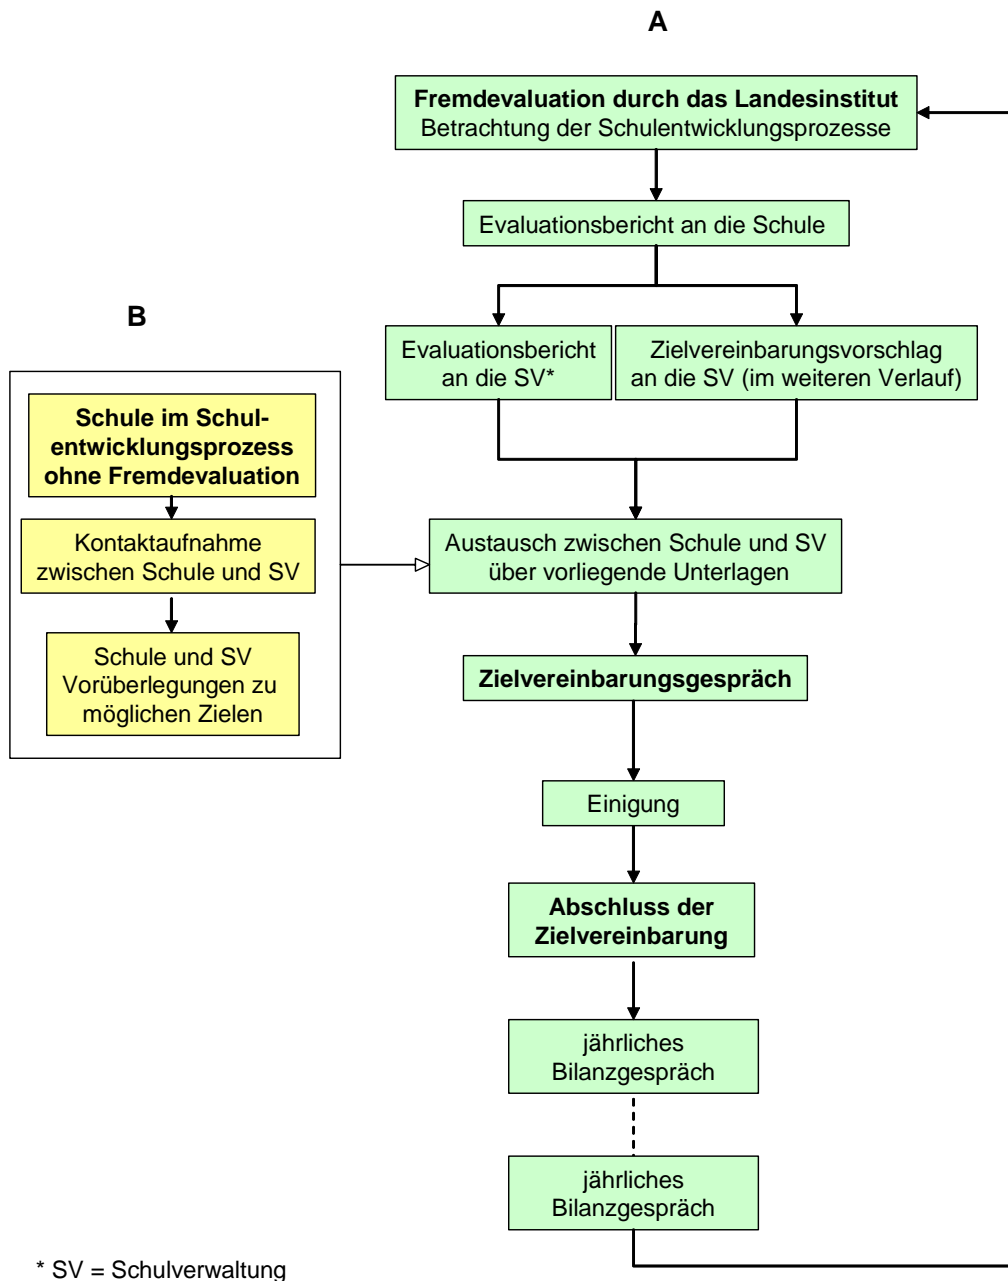 A
Fremdevaluation durch das Landesinstitut
Betrachtung der Schulentwicklungsprozesse
Evaluationsbericht an die Schule
Evaluationsbericht
an die SV*
Zielvereinbarungsvorschlag
an die SV (im weiteren Verlauf)
B
Schule im Schul-
entwicklungsprozess
ohne Fremdevaluation
Kontaktaufnahme
zwischen Schule und SV
Schule und SV
Vorüberlegungen zu
möglichen Zielen
Austausch zwischen Schule und SV
über vorliegende Unterlagen
Zielvereinbarungsgespräch
Einigung
Abschluss der
Zielvereinbarung
jährliches
Bilanzgespräch
jährliches
Bilanzgespräch
* SV = Schulverwaltung